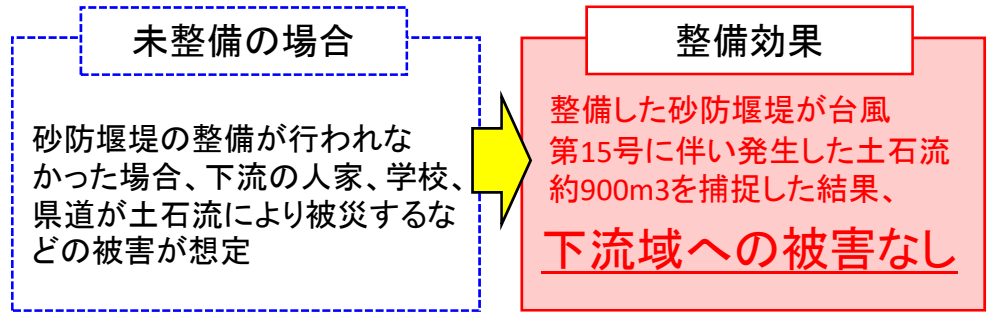 未整備の場合
砂防堰堤の整備が行われな
かった場合、下流の人家、学校、
県道が土石流により被災するな
どの被害が想定
整備効果
整備した砂防堰堤が台風
第15号に伴い発生した土石流
約900m3を捕捉した結果、
下流域への被害なし